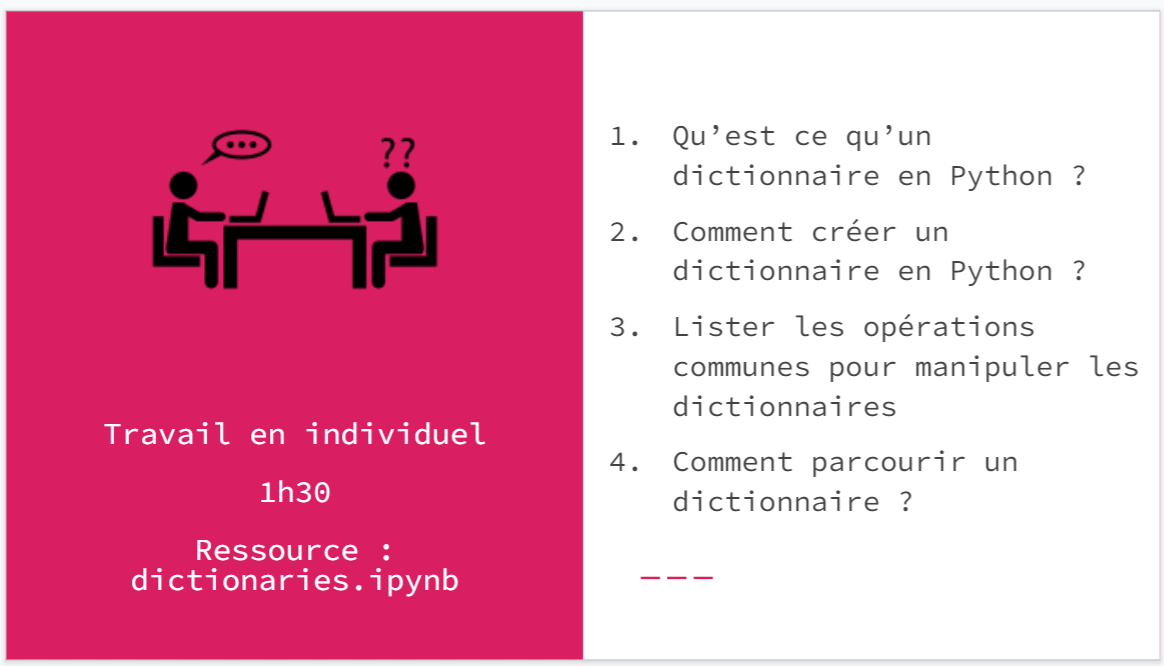 ??
Travail en individuel
1h30
Ressource :
dictionaries.ipynb
1. Qu’est ce qu’un
dictionnaire en Python ?
2. Comment créer un
dictionnaire en Python ?
3. Lister les opérations
communes pour manipuler les
dictionnaires
4. Comment parcourir un
dictionnaire ?